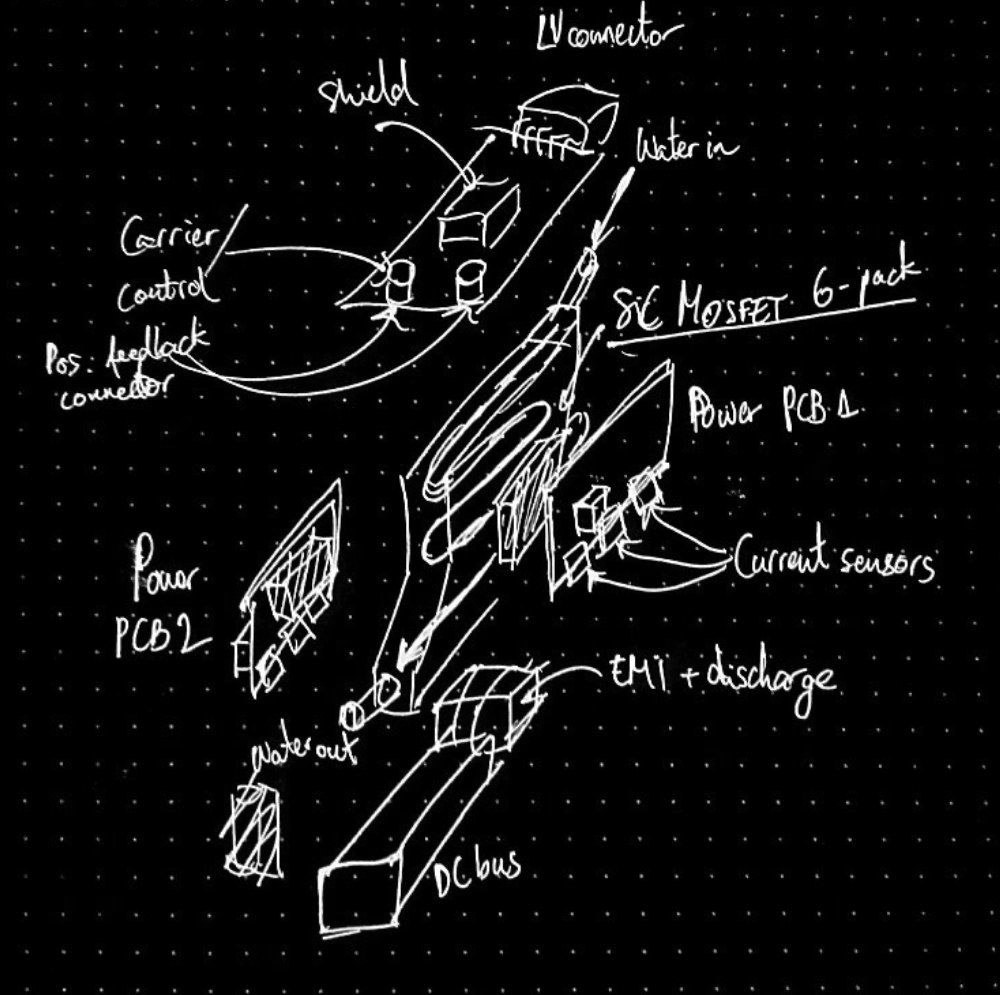 LV connector
Shield
Water in
Carrier/
control
SiC MOSFET 6-pack
Pos. feedback
connector
Power PCB 1
Power
PCB 2
Current sensors
EMI + discharge
Water out
DC bus